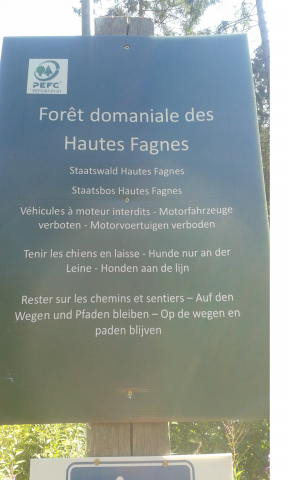 PEFC
Forêt domaniale des
Hautes Fagnes
Staatswald Hautes Fagnes
Staatsbos Hautes Fagnes
Véhicules à moteur interdits - Motorfahrzeuge
verboten - Motorvoertuigen verboden
Tenir les chiens en laisse - Hunde nur an der
Leine - Honden aan de lijn
Rester sur les chemins et sentiers – Auf den
Wegen und Pfaden bleiben – Op de wegen en
paden blijven